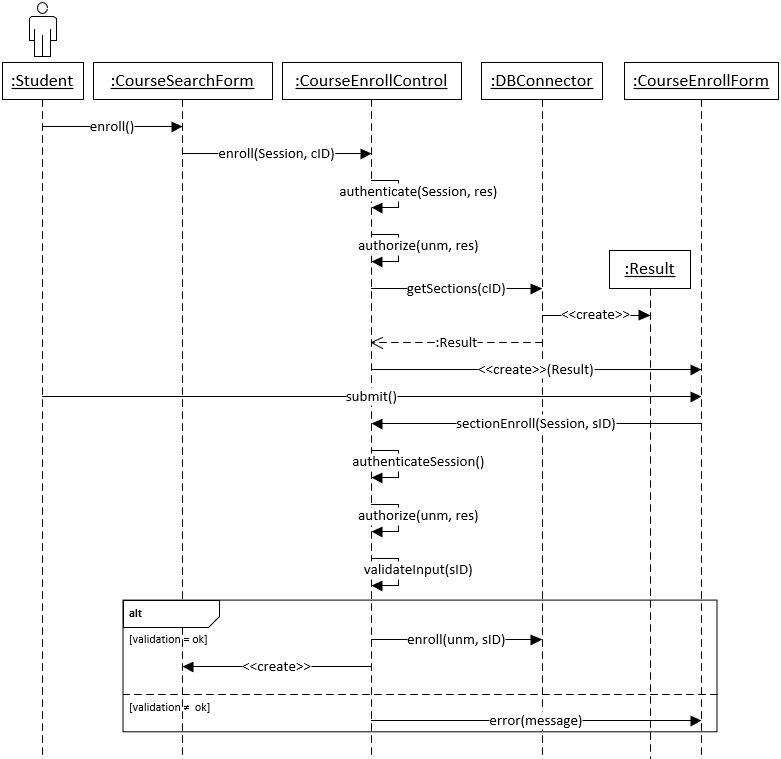 :Student
:CourseSearchForm
:CourseEnrollControl
:DBConnector
:CourseEnrollForm
enroll()
enroll(Session, cID)
authenticate(Session, res)
authorize(unm, res)
:Result
getSections(cID)
<<create>>
:Result
<<create>>(Result)
submit()
sectionEnroll(Session, sID)
authenticateSession()
authorize(unm, res)
validateInput(sID)
alt
[validation = ok]
enroll(unm, sID)
<<create>>
[validation ≠ ok]
error(message)